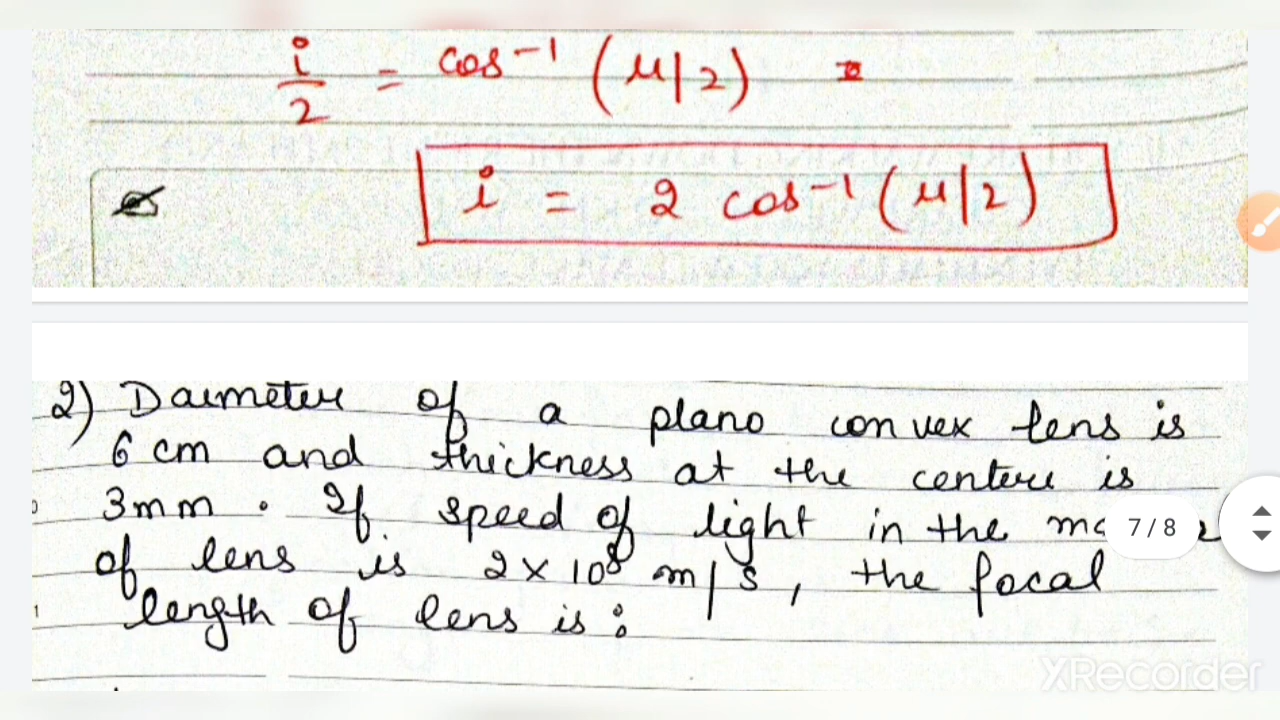 i/2 = cos⁻¹ (μ/2)
i = 2 cos⁻¹ (μ/2)
2) Daimeter of a plano convex lens is
6 cm and thickness at the centre is
3mm. If speed of light in the
of lens is 2×10⁸ m/s, the focal
length of lens is :
7 / 8
XRecorder